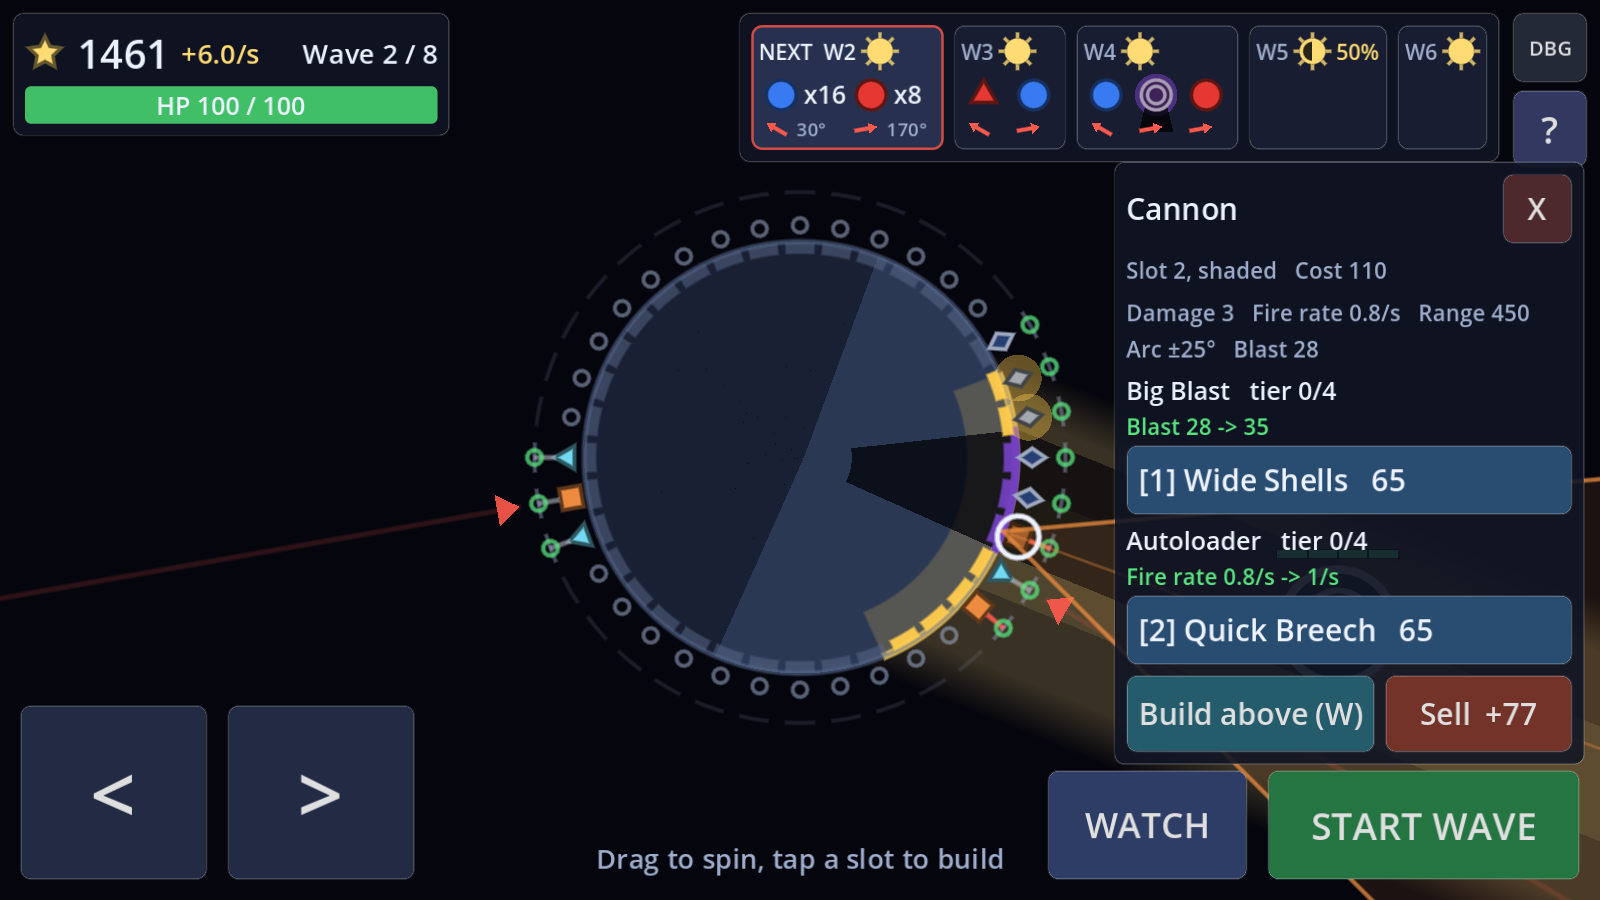 1461 +6.0/s Wave 2 / 8
HP 100 / 100
NEXT W2
x16 x8
30° 170°
W3
W4
W5 50%
W6
DBG
?
Cannon
X
Slot 2, shaded Cost 110
Damage 3 Fire rate 0.8/s Range 450
Arc ±25° Blast 28
Big Blast tier 0/4
Blast 28 -> 35
[1] Wide Shells 65
Autoloader tier 0/4
Fire rate 0.8/s -> 1/s
[2] Quick Breech 65
Build above (W)
Sell +77
<
>
Drag to spin, tap a slot to build
WATCH
START WAVE